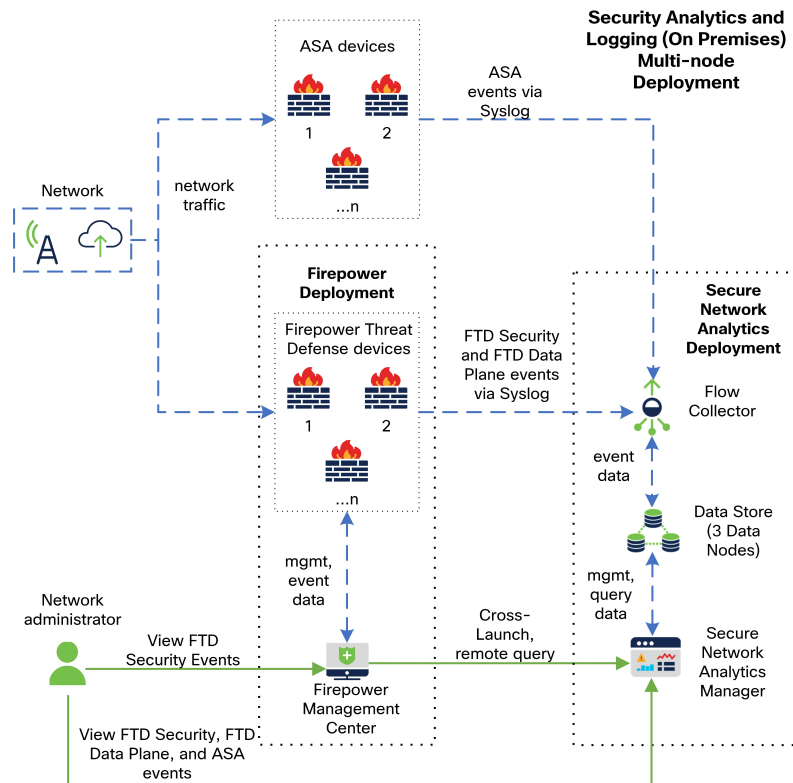 Security Analytics and
Logging (On Premises)
Multi-node
Deployment
ASA devices
1
2
...n
ASA
events via
Syslog
Network
network
traffic
Firepower
Deployment
Firepower Threat
Defense devices
1
2
...n
FTD Security
and FTD Data
Plane events
via Syslog
Secure
Network
Analytics
Deployment
Flow
Collector
event
data
Data Store
(3 Data
Nodes)
mgmt,
event
data
mgmt,
query
data
Network
administrator
View FTD
Security Events
Cross-
Launch,
remote query
Secure
Network
Analytics
Manager
Firepower
Management
Center
View FTD Security, FTD
Data Plane, and ASA
events